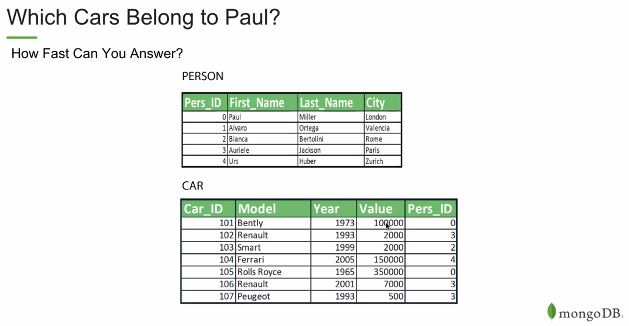 Which Cars Belong to Paul?
How Fast Can You Answer?
PERSON
Pers_ID First_Name Last_Name City
0 Paul Miller London
1 Alvaro Ortega Valencia
2 Bianca Bertolini Rome
3 Auriele Jackson Paris
4 Urs Huber Zurich
CAR
Car_ID Model Year Value Pers_ID
101 Bently 1973 100000 0
102 Renault 1993 2000 3
103 Smart 1999 2000 2
104 Ferrari 2005 150000 4
105 Rolls Royce 1965 350000 0
106 Renault 2001 7000 3
107 Peugeot 1993 500 3
mongoDB.